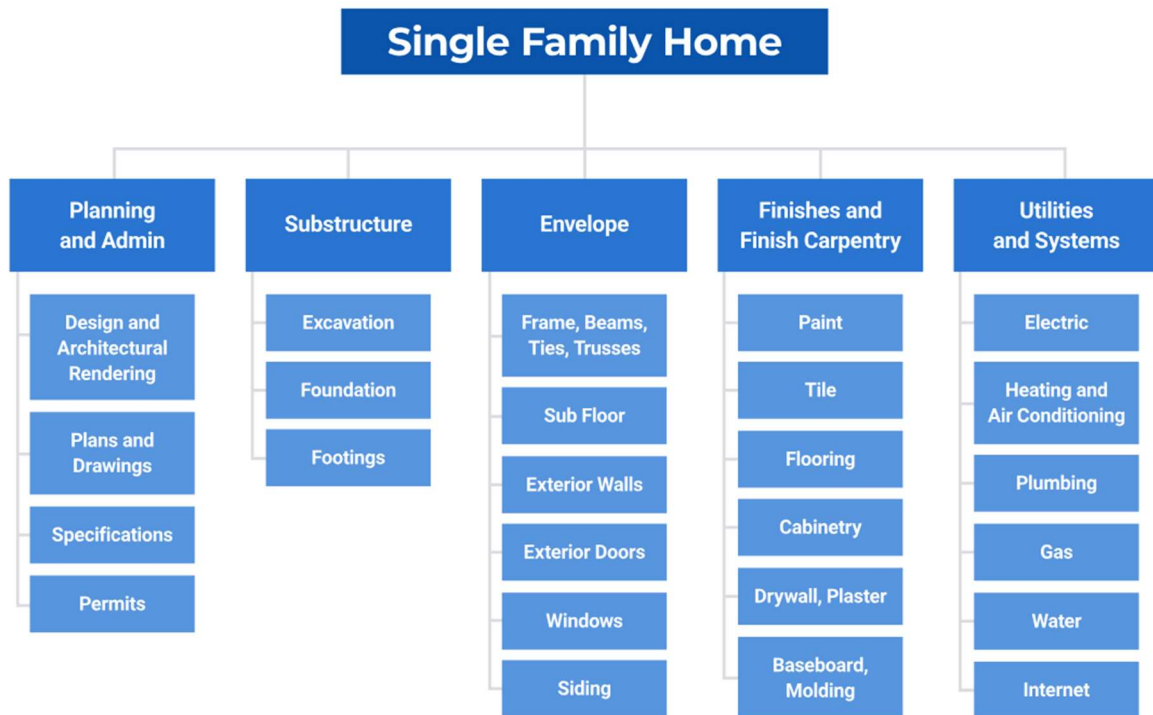 Single Family Home
Planning
and Admin
Design and
Architectural
Rendering
Plans and
Drawings
Specifications
Permits
Substructure
Excavation
Foundation
Footings
Envelope
Frame, Beams,
Ties, Trusses
Sub Floor
Exterior Walls
Exterior Doors
Windows
Siding
Finishes and
Finish Carpentry
Paint
Tile
Flooring
Cabinetry
Drywall, Plaster
Baseboard,
Molding
Utilities
and Systems
Electric
Heating and
Air Conditioning
Plumbing
Gas
Water
Internet